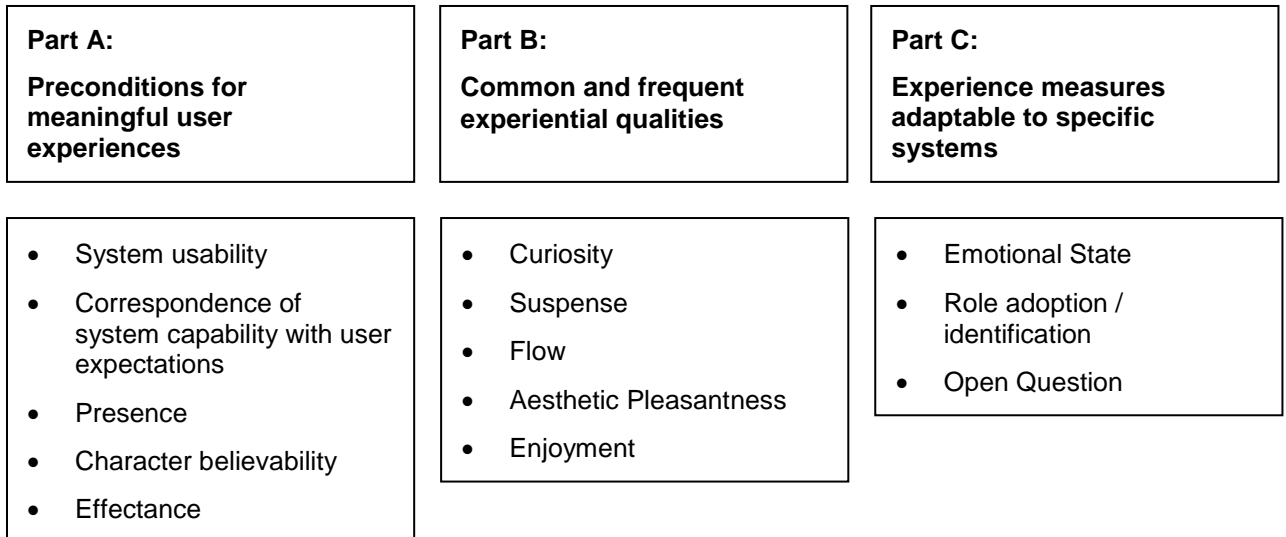 Part A:
Preconditions for
meaningful user
experiences
Part B:
Common and frequent
experiential qualities
Part C:
Experience measures
adaptable to specific
systems
• System usability
• Correspondence of
system capability with user
expectations
• Presence
• Character believability
• Effectance
• Curiosity
• Suspense
• Flow
• Aesthetic Pleasantness
• Enjoyment
• Emotional State
• Role adoption /
identification
• Open Question